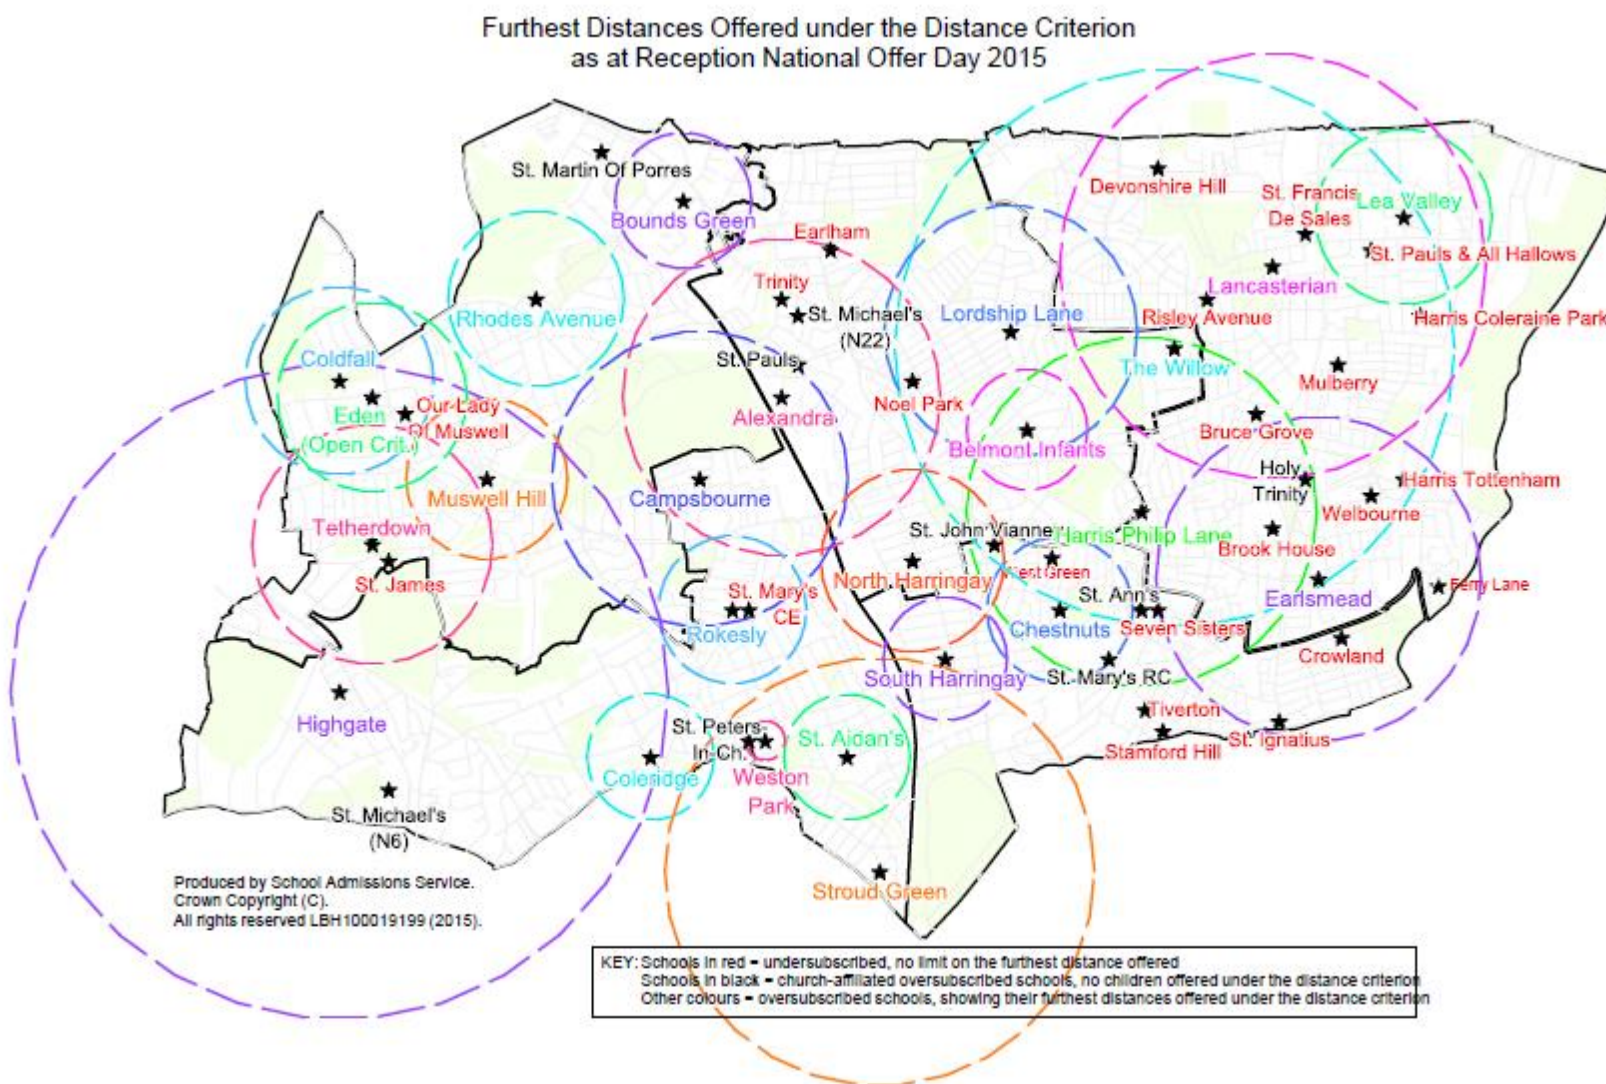 Furthest Distances Offered under the Distance Criterion
as at Reception National Offer Day 2015
St. Martin Of Porres
Bounds Green
Earlham
Trinity
St. Michael's
(N22)
Rhodes Avenue
Devonshire Hill
St. Francis
De Sales
Lea Valley
St. Pauls & All Hallows
Lancasterian
Lordship Lane
Risley Avenue
Harris Coleraine Park
Coldfall
Eden
(Open Crit.)
Our Lady
Of Muswell
St. Pauls
Alexandra
Noel Park
The Willow
Mulberry
Belmont Infants
Bruce Grove
Muswell Hill
Campsbourne
Holy
Trinity
Harris Tottenham
Welbourne
Tetherdown
St. James
St. John Vianney
Harris Philip Lane
Brook House
North Harringay
West Green
St. Mary's
CE
Rokesly
St. Ann's
Chestnuts
Seven Sisters
Earlsmead
Ferry Lane
Crowland
South Harringay
St. Mary's RC
Highgate
Tiverton
Stamford Hill
St. Ignatius
St. Peters-
In-Ch.
Weston
Park
St. Aidan's
Coleridge
St. Michael's
(N6)
Stroud Green
Produced by School Admissions Service.
Crown Copyright (C).
All rights reserved LBH100019199 (2015).
KEY: Schools in red = undersubscribed, no limit on the furthest distance offered
Schools in black = church-affiliated oversubscribed schools, no children offered under the distance criterion
Other colours = oversubscribed schools, showing their furthest distances offered under the distance criterion